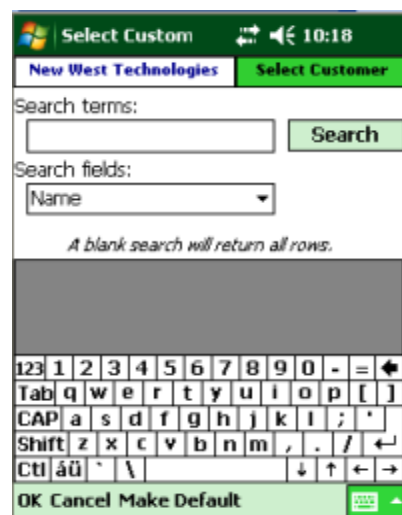 Select Custom 10:18
New West Technologies Select Customer
Search terms:
Search
Search fields:
Name
A blank search will return all rows.
123 1 2 3 4 5 6 7 8 9 0 - =
Tab q w e r t y u i o p [ ]
CAP a s d f g h j k l ; '
Shift z x c v b n m , . /
Ctl áü ` \
OK Cancel Make Default